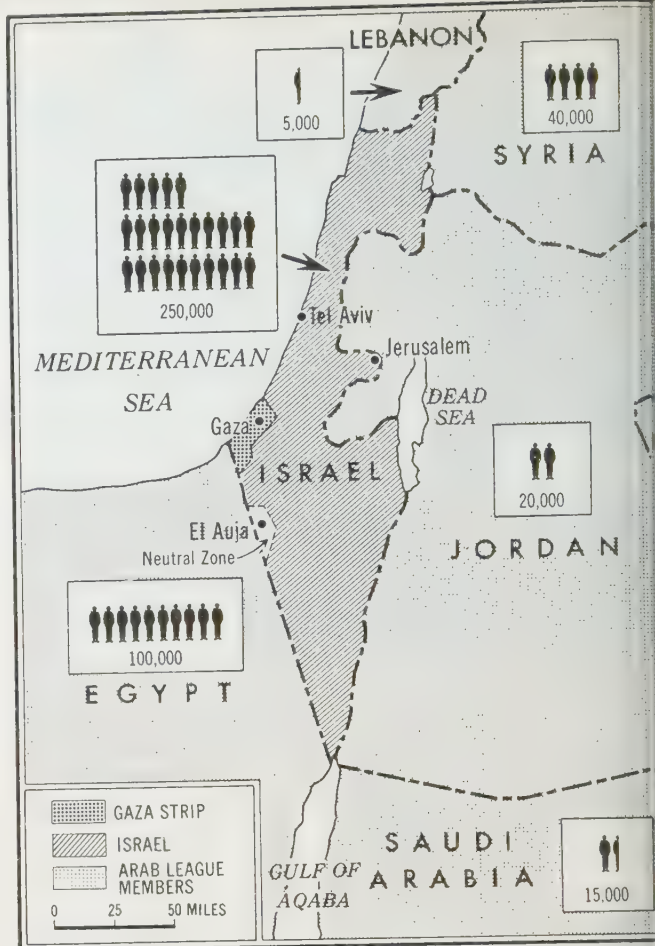 LEBANON
5,000
40,000
SYRIA
250,000
Tel Aviv
Jerusalem
MEDITERRANEAN
SEA
DEAD
SEA
Gaza
ISRAEL
20,000
El Auja
Neutral Zone
JORDAN
100,000
EGYPT
GAZA STRIP
ISRAEL
ARAB LEAGUE
MEMBERS
0 25 50 MILES
GULF OF
AQABA
SAUDI
ARABIA
15,000